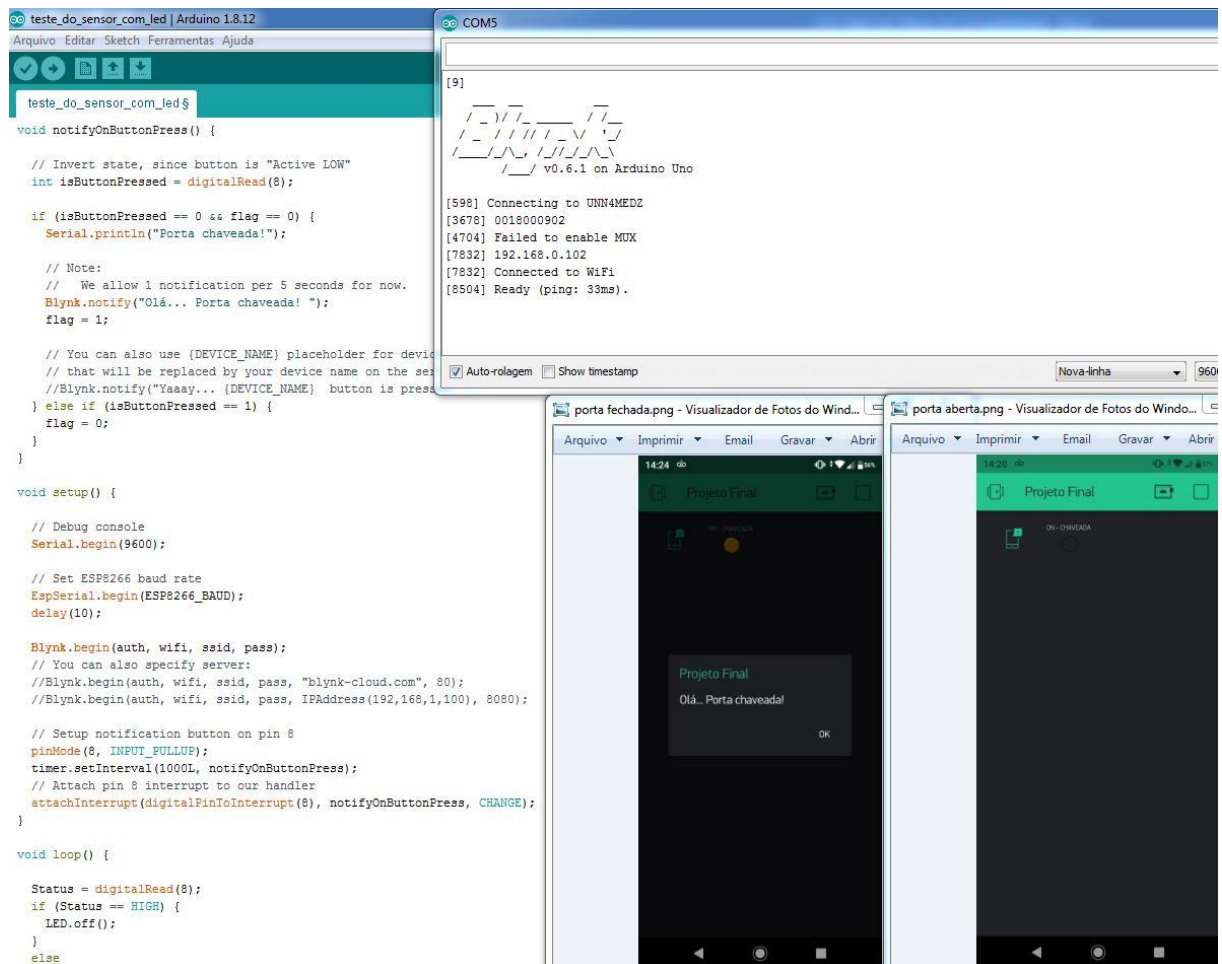 teste_do_sensor_com_led | Arduino 1.8.12
Arquivo Editar Sketch Ferramentas Ajuda
teste_do_sensor_com_led §
void notifyOnButtonPress() {
// Invert state, since button is "Active LOW"
int isButtonPressed = digitalRead(8);
if (isButtonPressed == 0 && flag == 0) {
Serial.println("Porta chaveada!");
// Note:
//   We allow 1 notification per 5 seconds for now.
Blynk.notify("Olá... Porta chaveada! ");
flag = 1;
// You can also use {DEVICE_NAME} placeholder for devic
// that will be replaced by your device name on the ser
//Blynk.notify("Yaaay... {DEVICE_NAME}  button is press
} else if (isButtonPressed == 1) {
flag = 0;
}
}
void setup() {
// Debug console
Serial.begin(9600);
// Set ESP8266 baud rate
EspSerial.begin(ESP8266_BAUD);
delay(10);
Blynk.begin(auth, wifi, ssid, pass);
// You can also specify server:
//Blynk.begin(auth, wifi, ssid, pass, "blynk-cloud.com", 80);
//Blynk.begin(auth, wifi, ssid, pass, IPAddress(192,168,1,100), 8080);
// Setup notification button on pin 8
pinMode(8, INPUT_PULLUP);
timer.setInterval(1000L, notifyOnButtonPress);
// Attach pin 8 interrupt to our handler
attachInterrupt(digitalPinToInterrupt(8), notifyOnButtonPress, CHANGE);
}
void loop() {
Status = digitalRead(8);
if (Status == HIGH) {
LED.off();
}
else
COM5
[9]
    ___  __          __
   / _ )/ /_ _____  / /__
  / _  / / // / _ \/  '_/
 /____/_/\_, /_//_/_/\_\
        /___/ v0.6.1 on Arduino Uno
[598] Connecting to UNN4MEDZ
[3678] 0018000902
[4704] Failed to enable MUX
[7832] 192.168.0.102
[7832] Connected to WiFi
[8504] Ready (ping: 33ms).
Auto-rolagem Show timestamp Nova-linha 9600
porta fechada.png - Visualizador de Fotos do Wind...
Arquivo Imprimir Email Gravar Abrir
14:24 56%
Projeto Final
ON - CHAVEADA
Projeto Final
Olá... Porta chaveada!
OK
porta aberta.png - Visualizador de Fotos do Windo...
Arquivo Imprimir Email Gravar Abrir
14:20
Projeto Final
ON - CHAVEADA